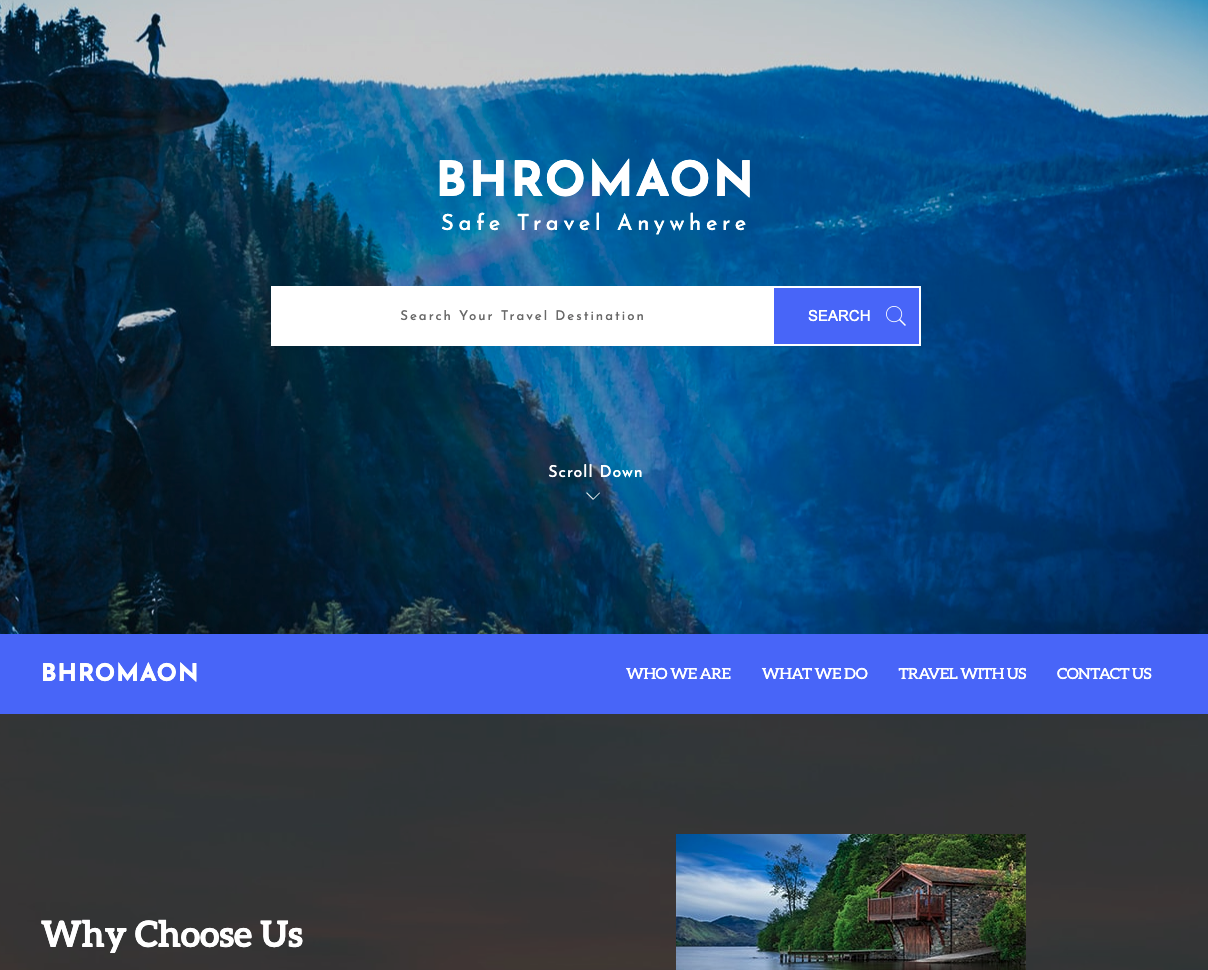 BHROMAON
Safe Travel Anywhere
Search Your Travel Destination
SEARCH
Scroll Down
BHROMAON
WHO WE ARE WHAT WE DO TRAVEL WITH US CONTACT US
Why Choose Us